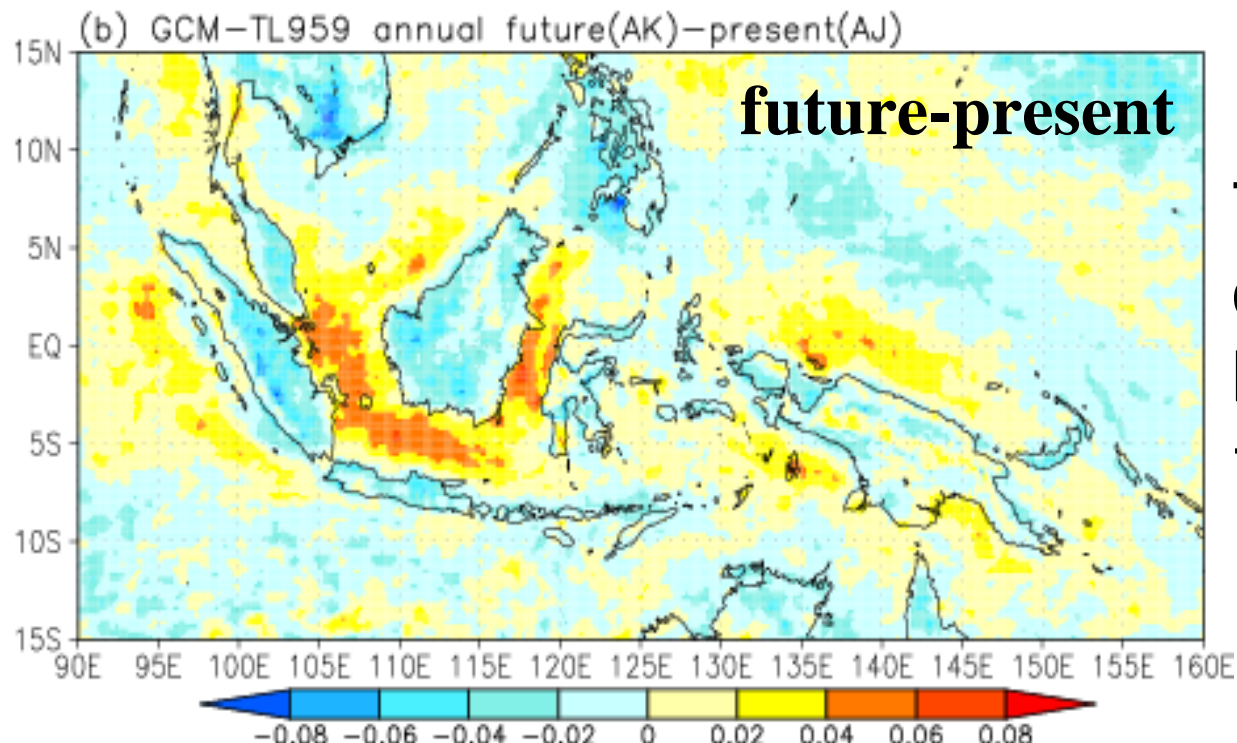 (b) GCM−TL959 annual future(AK)−present(AJ)
future-present
15N
10N
5N
EQ
5S
10S
15S
90E 95E 100E 105E 110E 115E 120E 125E 130E 135E 140E 145E 150E 155E 160E
−0.08 −0.06 −0.04 −0.02 0 0.02 0.04 0.06 0.08